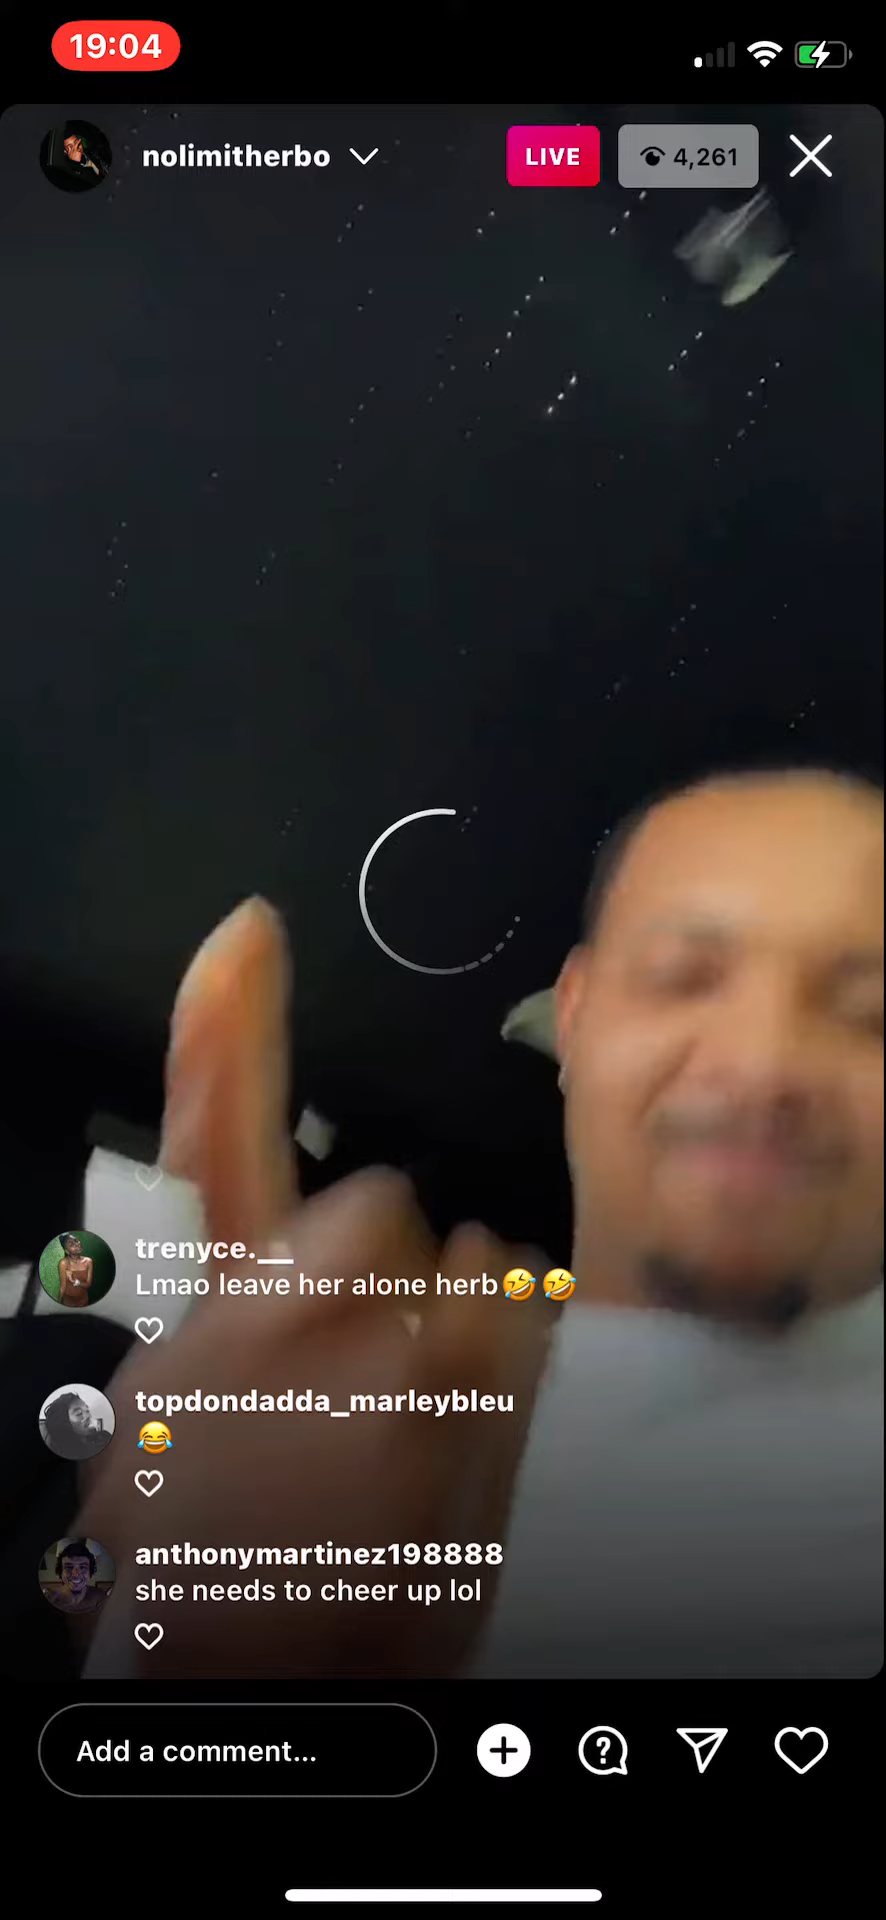 19:04
nolimitherbo
LIVE
4,261
trenyce.__
Lmao leave her alone herb🤣🤣
topdondadda_marleybleu
😂
anthonymartinez198888
she needs to cheer up lol
Add a comment...